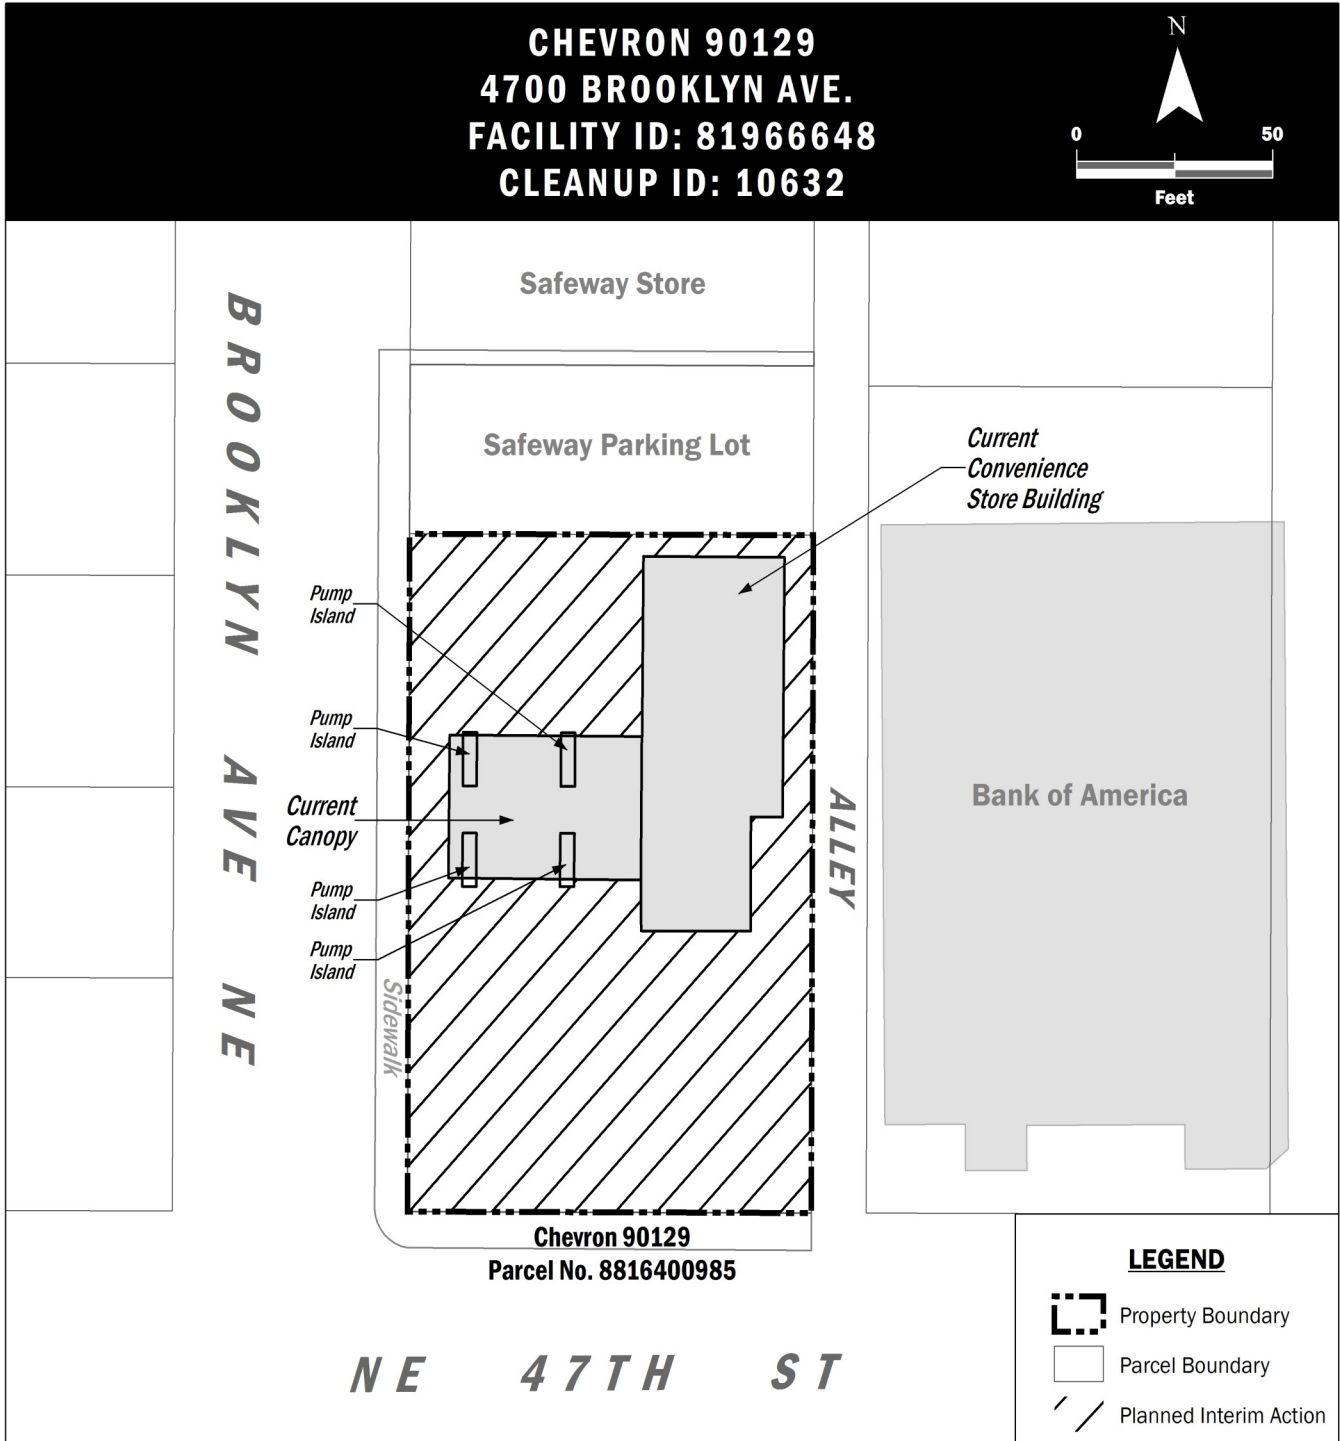 CHEVRON 90129
4700 BROOKLYN AVE.
FACILITY ID: 81966648
CLEANUP ID: 10632
N
0 50
Feet
Safeway Store
BROOKLYN AVE NE
Safeway Parking Lot
Current
Convenience
Store Building
Pump
Island
Pump
Island
Current
Canopy
Pump
Island
Pump
Island
Sidewalk
ALLEY
Bank of America
Chevron 90129
Parcel No. 8816400985
NE 47TH ST
LEGEND
Property Boundary
Parcel Boundary
Planned Interim Action